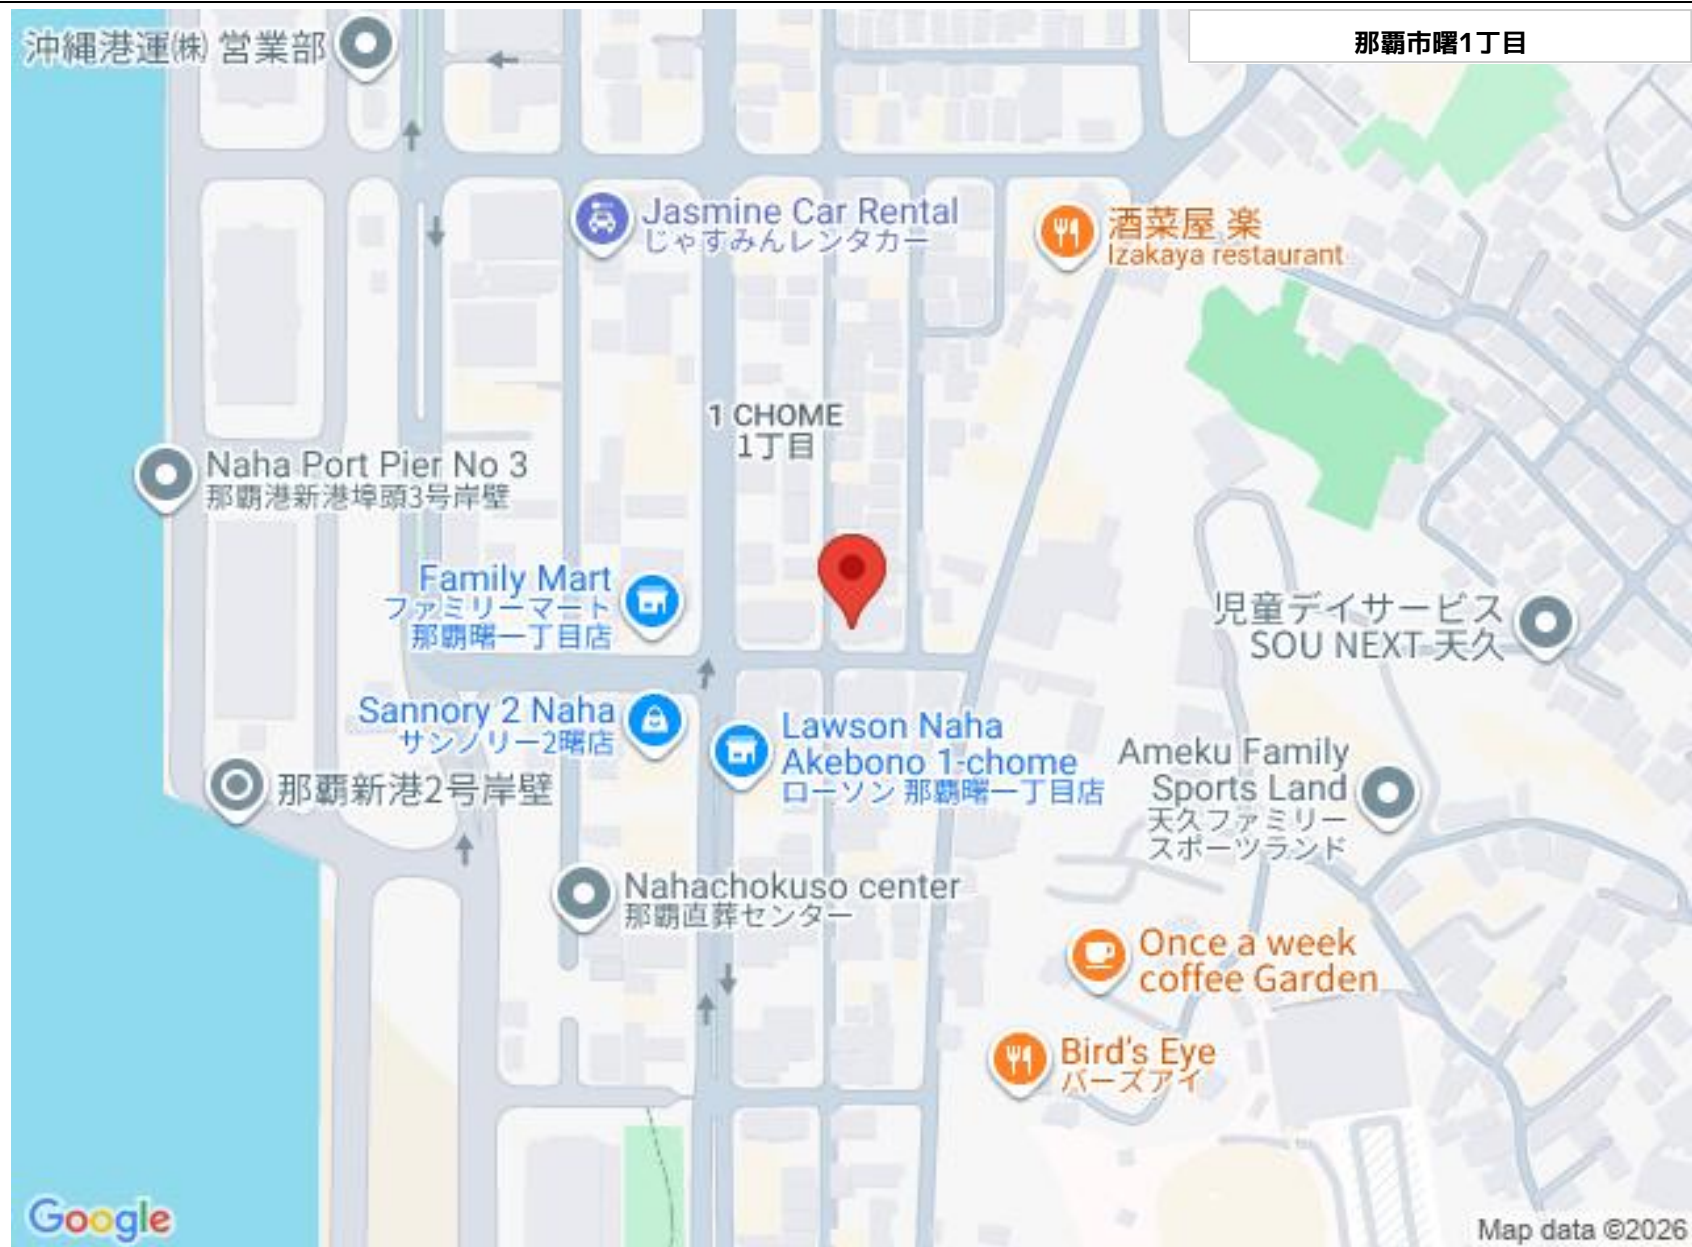 沖縄港運㈱ 営業部
那覇市曙1丁目
Jasmine Car Rental
じゃすみんレンタカー
酒菜屋 楽
Izakaya restaurant
1 CHOME
1丁目
Naha Port Pier No 3
那覇港新港埠頭3号岸壁
Family Mart
ファミリーマート
那覇曙一丁目店
児童デイサービス
SOU NEXT 天久
Sannory 2 Naha
サンノリー2曙店
Lawson Naha
Akebono 1-chome
ローソン 那覇曙一丁目店
Ameku Family
Sports Land
天久ファミリー
スポーツランド
那覇新港2号岸壁
Nahachokuso center
那覇直葬センター
Once a week
coffee Garden
Bird's Eye
バーズアイ
Google
Map data ©2026